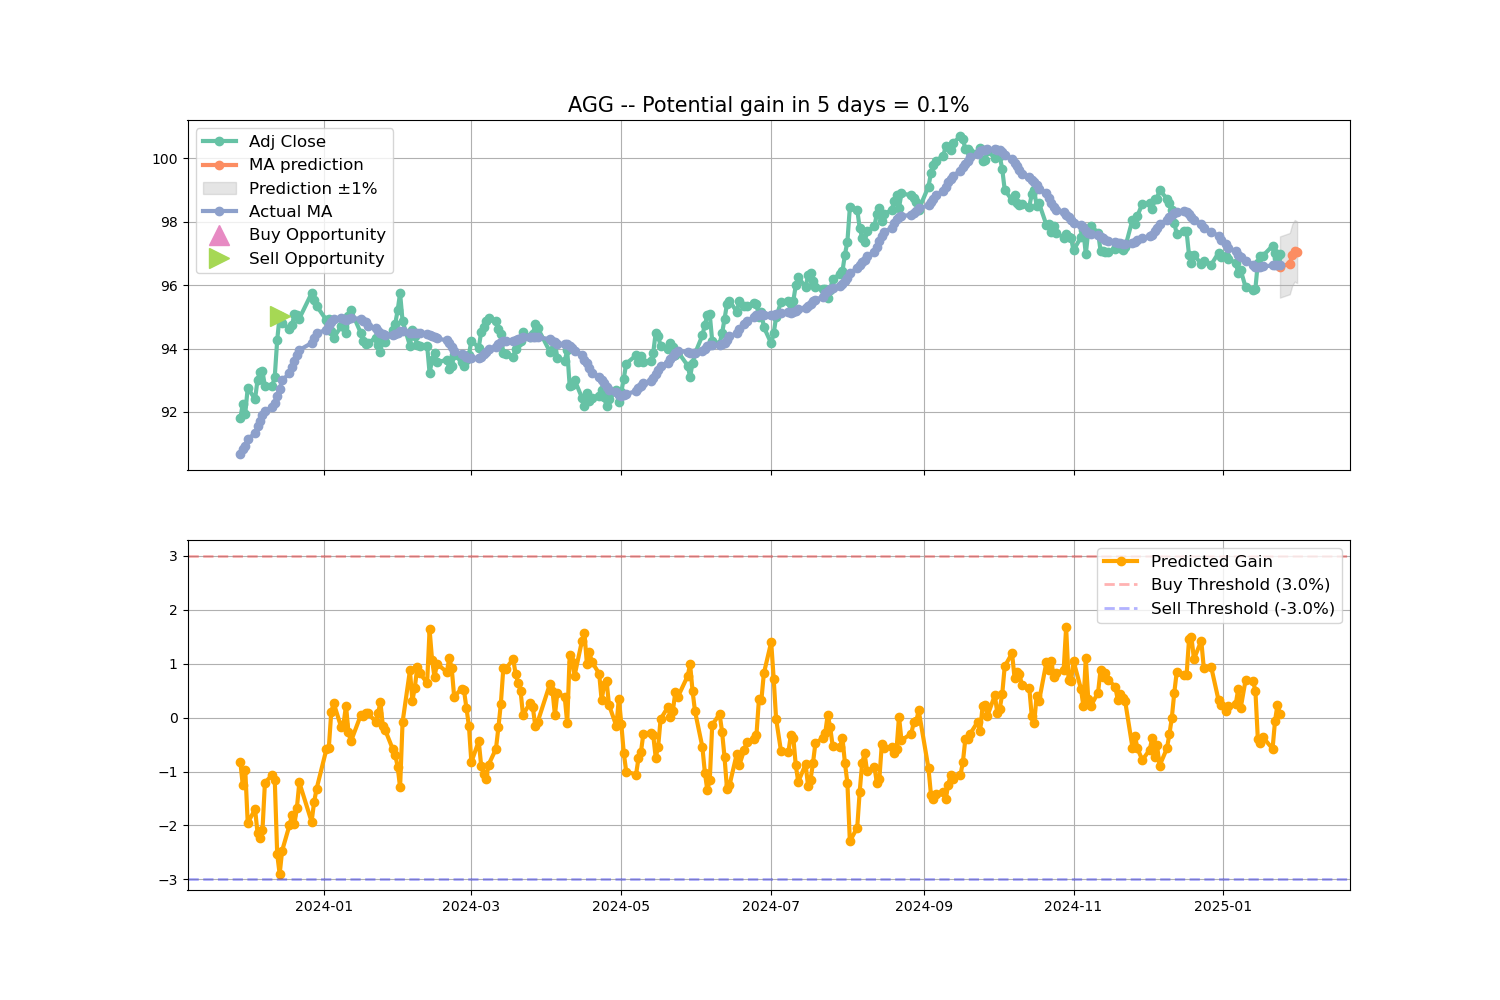 AGG -- Potential gain in 5 days = 0.1%
Adj Close
MA prediction
Prediction ±1%
Actual MA
Buy Opportunity
Sell Opportunity
100
98
96
94
92
Predicted Gain
Buy Threshold (3.0%)
Sell Threshold (-3.0%)
3
2
1
0
−1
−2
−3
2024-01 2024-03 2024-05 2024-07 2024-09 2024-11 2025-01